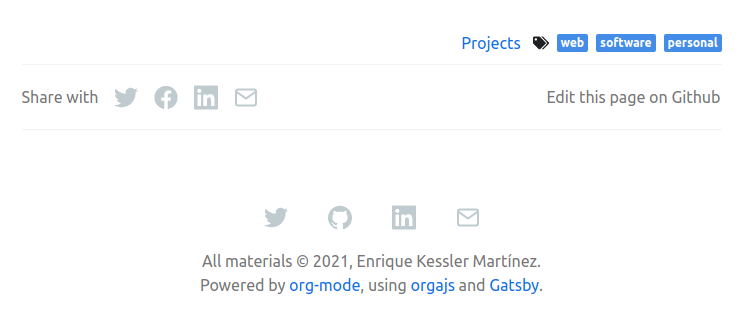 Projects web software personal
Share with Edit this page on Github
All materials © 2021, Enrique Kessler Martínez.
Powered by org-mode, using orgajs and Gatsby.